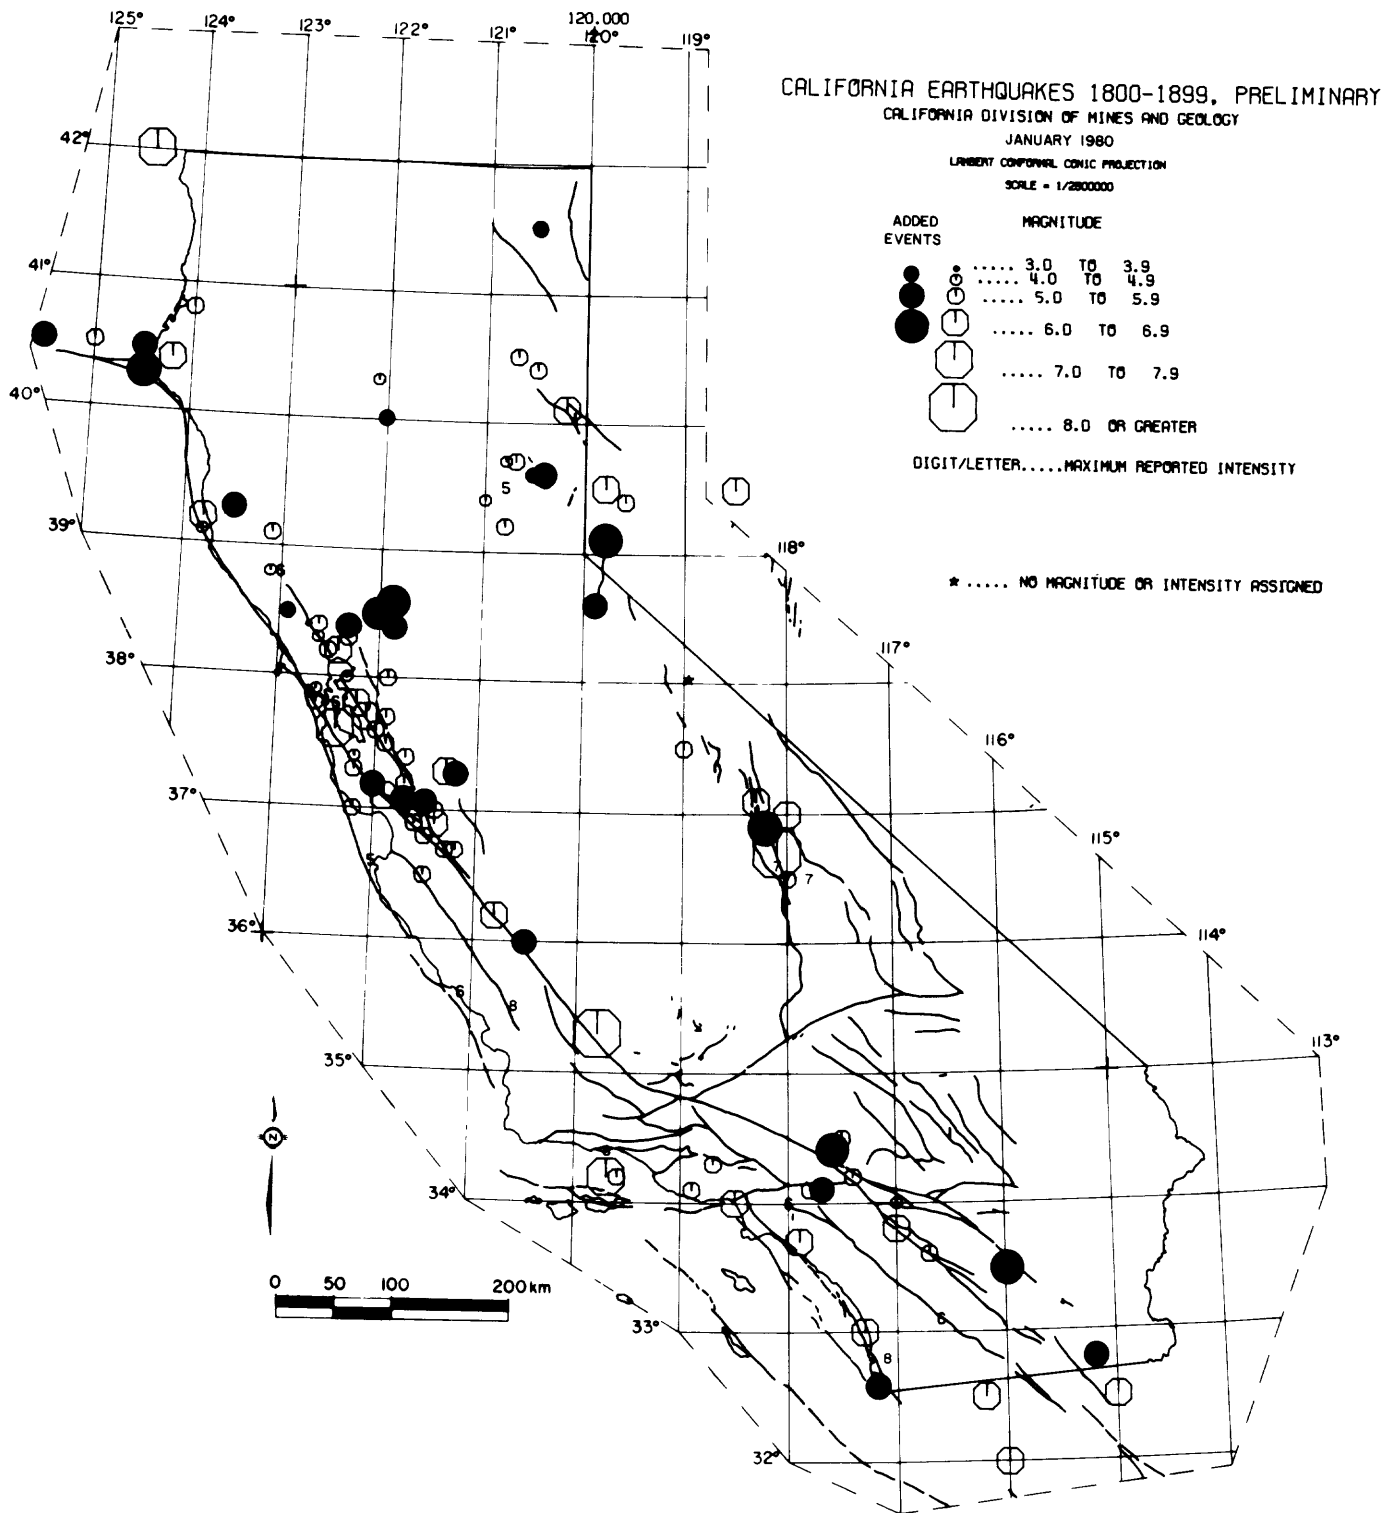 125° 124° 123° 122° 121° 120.000
120° 119°
CALIFORNIA EARTHQUAKES 1800-1899, PRELIMINARY
CALIFORNIA DIVISION OF MINES AND GEOLOGY
JANUARY 1980
LAMBERT CONFORMAL CONIC PROJECTION
SCALE = 1/2800000
ADDED
EVENTS
MAGNITUDE
..... 3.0 TO 3.9
..... 4.0 TO 4.9
..... 5.0 TO 5.9
..... 6.0 TO 6.9
..... 7.0 TO 7.9
..... 8.0 OR GREATER
DIGIT/LETTER.....MAXIMUM REPORTED INTENSITY
* ..... NO MAGNITUDE OR INTENSITY ASSIGNED
42°
41°
40°
39°
38°
37°
36°
35°
34°
33°
32°
118°
117°
116°
115°
114°
113°
5
6
5
7
7
6
8
8
6
6
8
N
0 50 100 200 km